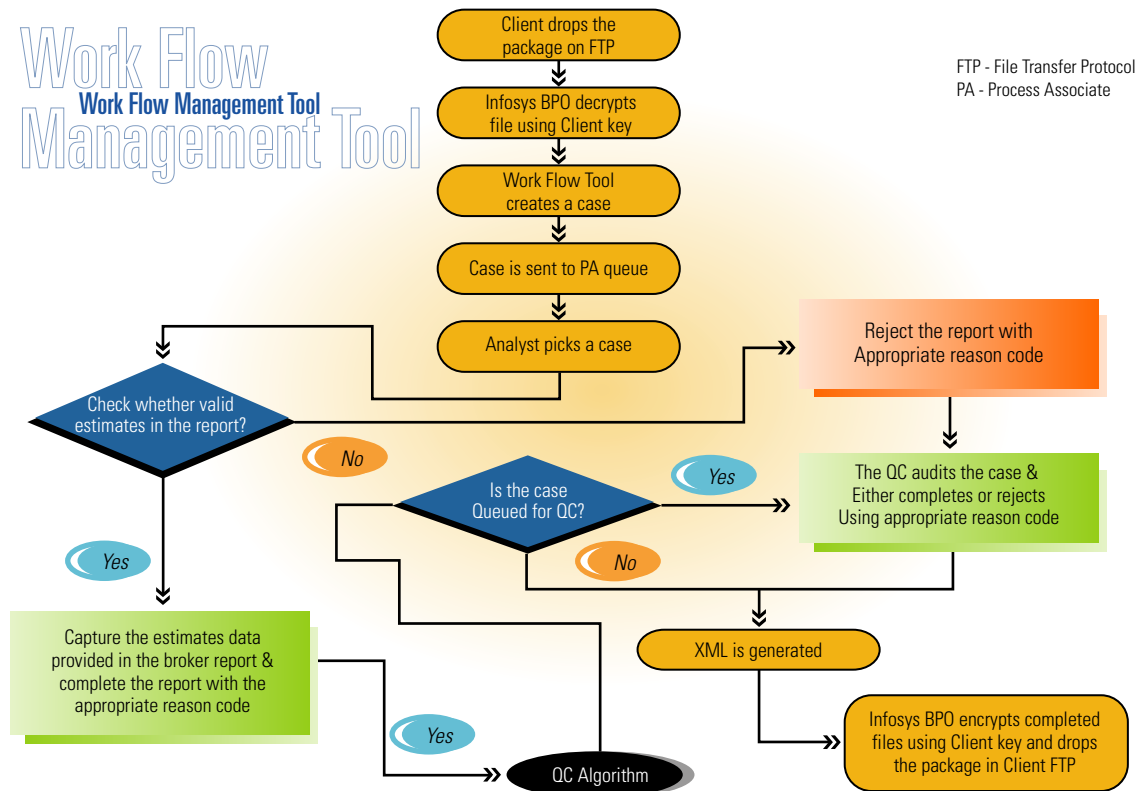 Work Flow
Management Tool
Work Flow Management Tool
FTP - File Transfer Protocol
PA - Process Associate
Client drops the
package on FTP
Infosys BPO decrypts
file using Client key
Work Flow Tool
creates a case
Case is sent to PA queue
Analyst picks a case
Check whether valid
estimates in the report?
No
Yes
Reject the report with
Appropriate reason code
Is the case
Queued for QC?
Yes
No
The QC audits the case &
Either completes or rejects
Using appropriate reason code
Capture the estimates data
provided in the broker report &
complete the report with the
appropriate reason code
Yes
QC Algorithm
XML is generated
Infosys BPO encrypts completed
files using Client key and drops
the package in Client FTP